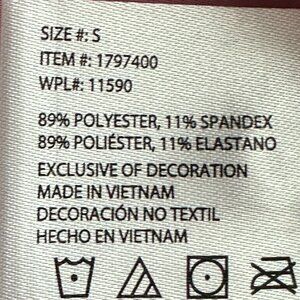 SIZE #: S
ITEM #: 1797400
WPL#: 11590
89% POLYESTER, 11% SPANDEX
89% POLIÉSTER, 11% ELASTANO
EXCLUSIVE OF DECORATION
MADE IN VIETNAM
DECORACIÓN NO TEXTIL
HECHO EN VIETNAM